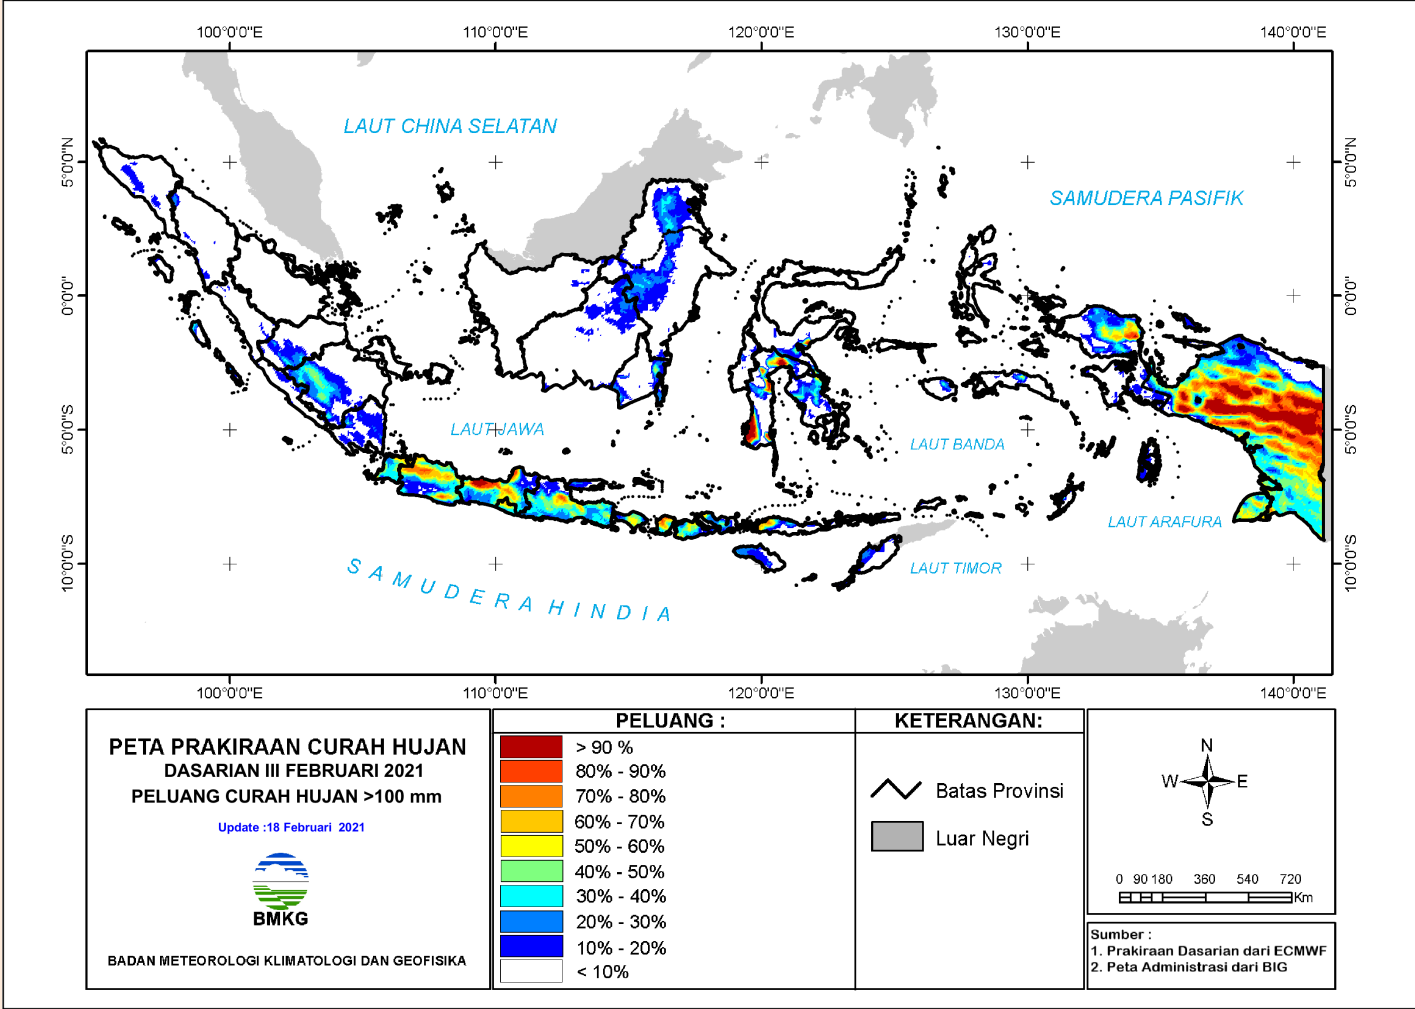 100°0'0"E 110°0'0"E 120°0'0"E 130°0'0"E 140°0'0"E
5°0'0"N 5°0'0"N
0°0'0" 0°0'0"
5°0'0"S 5°0'0"S
10°0'0"S 10°0'0"S
LAUT CHINA SELATAN
SAMUDERA PASIFIK
LAUT JAWA
LAUT BANDA
LAUT ARAFURA
LAUT TIMOR
SAMUDERA HINDIA
100°0'0"E 110°0'0"E 120°0'0"E 130°0'0"E 140°0'0"E
PETA PRAKIRAAN CURAH HUJAN
DASARIAN III FEBRUARI 2021
PELUANG CURAH HUJAN >100 mm
Update :18 Februari 2021
BMKG
BADAN METEOROLOGI KLIMATOLOGI DAN GEOFISIKA
PELUANG :
> 90 %
80% - 90%
70% - 80%
60% - 70%
50% - 60%
40% - 50%
30% - 40%
20% - 30%
10% - 20%
< 10%
KETERANGAN:
Batas Provinsi
Luar Negri
N
W E
S
0 90 180 360 540 720
Km
Sumber :
1. Prakiraan Dasarian dari ECMWF
2. Peta Administrasi dari BIG